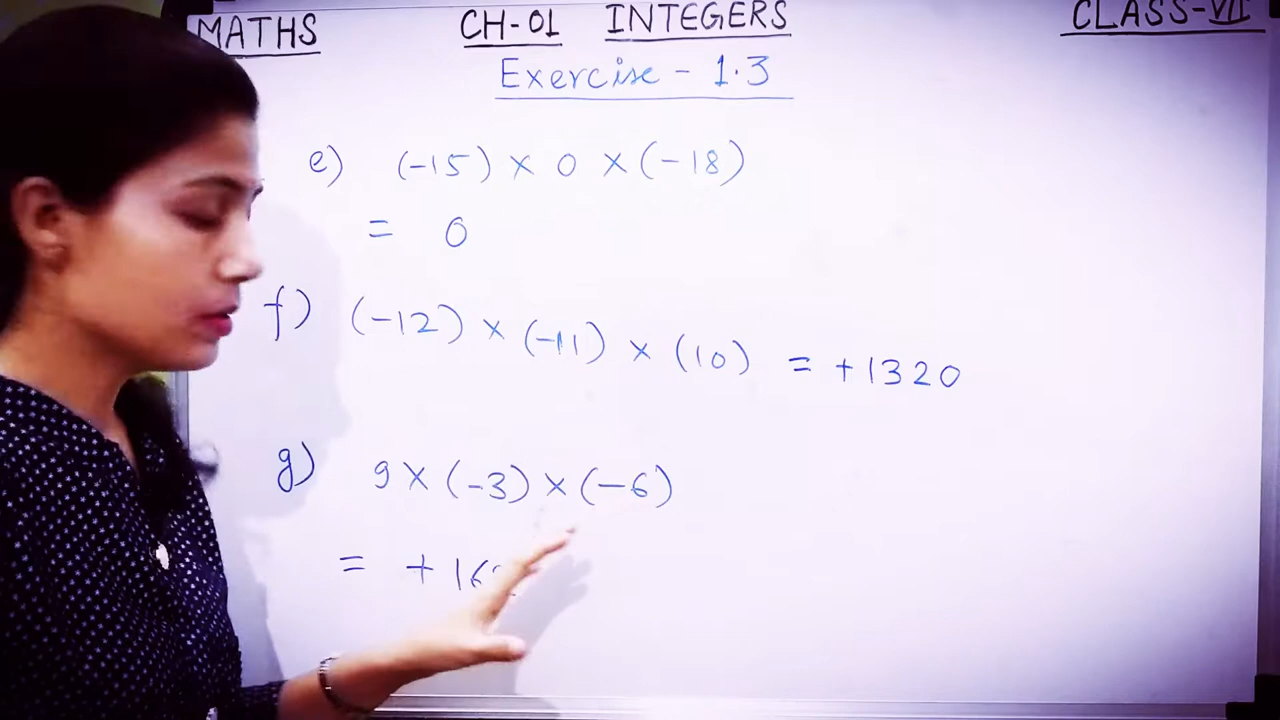 MATHS CH-01 INTEGERS CLASS-VII
Exercise - 1.3
e) (-15) × 0 × (-18)
= 0
f) (-12) × (-11) × (10) = +1320
g) 9 × (-3) × (-6)
= +16